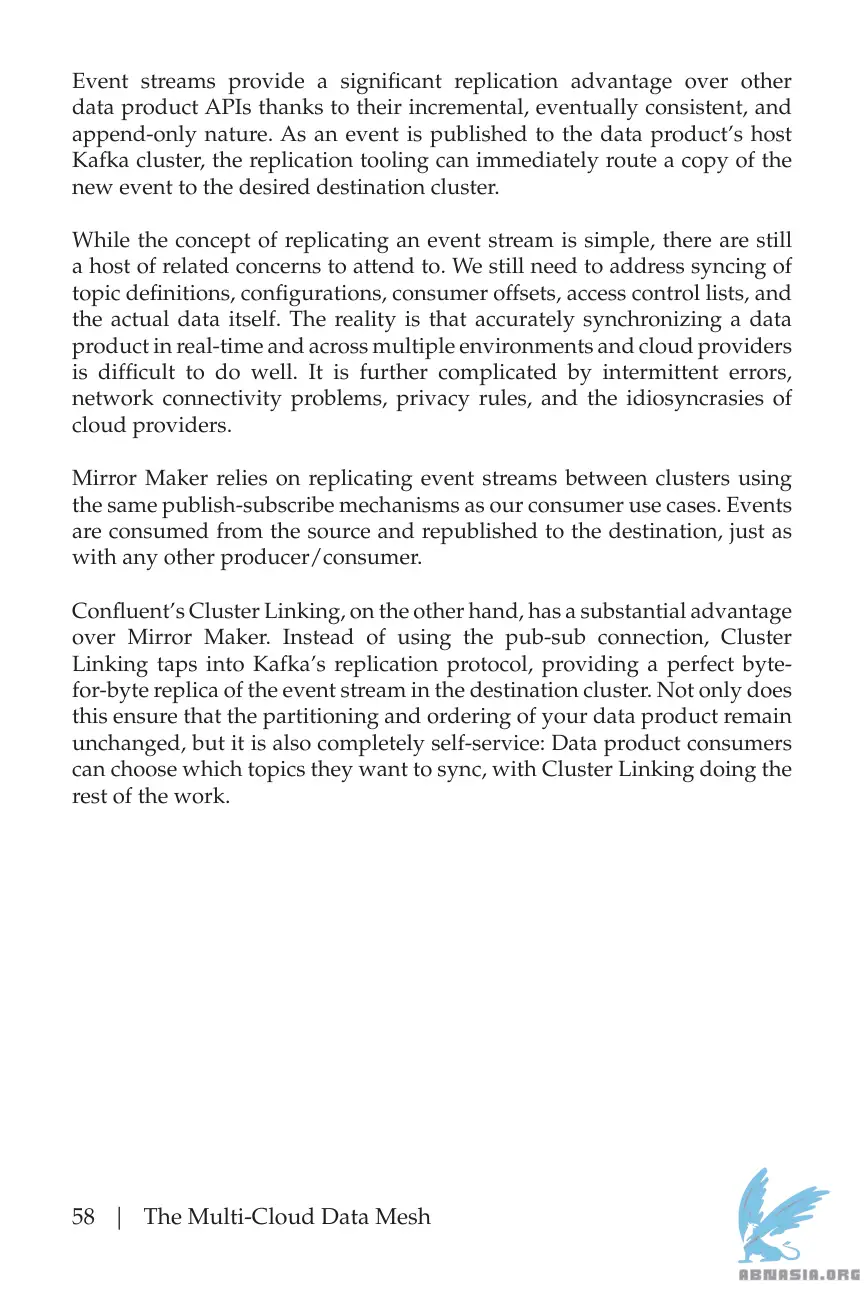 Event streams provide a significant replication advantage over other
data product APIs thanks to their incremental, eventually consistent, and
append-only nature. As an event is published to the data product’s host
Kafka cluster, the replication tooling can immediately route a copy of the
new event to the desired destination cluster.
While the concept of replicating an event stream is simple, there are still
a host of related concerns to attend to. We still need to address syncing of
topic definitions, configurations, consumer offsets, access control lists, and
the actual data itself. The reality is that accurately synchronizing a data
product in real-time and across multiple environments and cloud providers
is difficult to do well. It is further complicated by intermittent errors,
network connectivity problems, privacy rules, and the idiosyncrasies of
cloud providers.
Mirror Maker relies on replicating event streams between clusters using
the same publish-subscribe mechanisms as our consumer use cases. Events
are consumed from the source and republished to the destination, just as
with any other producer/consumer.
Confluent’s Cluster Linking, on the other hand, has a substantial advantage
over Mirror Maker. Instead of using the pub-sub connection, Cluster
Linking taps into Kafka’s replication protocol, providing a perfect byte-
for-byte replica of the event stream in the destination cluster. Not only does
this ensure that the partitioning and ordering of your data product remain
unchanged, but it is also completely self-service: Data product consumers
can choose which topics they want to sync, with Cluster Linking doing the
rest of the work.
58 | The Multi-Cloud Data Mesh
ABNASIA.ORG